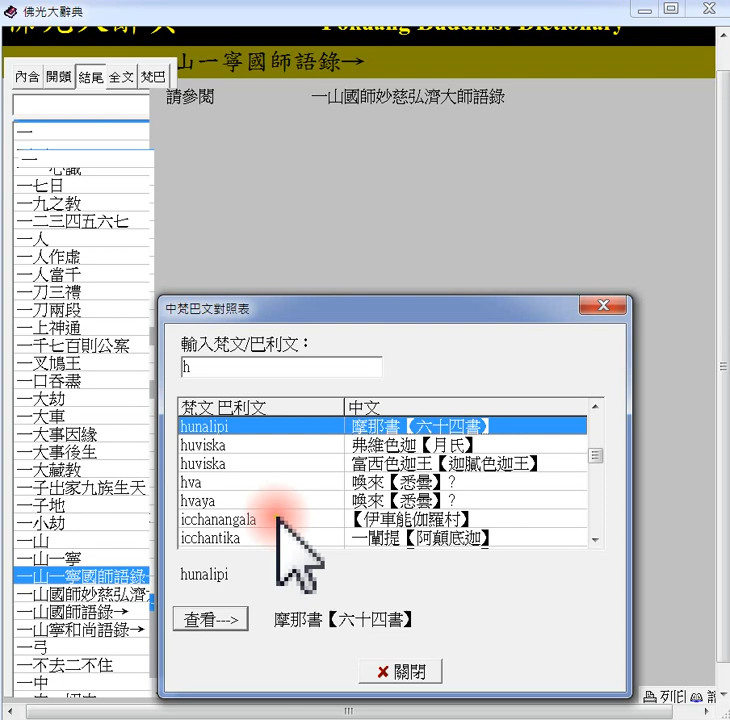 佛光大辭典
Fokuang Buddhist Dictionary
山一寧國師語錄→
內含 開頭 結尾 全文 梵巴
請參閱 一山國師妙慈弘濟大師語錄
一
一
一心識
一七日
一九之教
一二三四五六七
一人
一人作虛
一人當千
一刀三禮
一刀兩段
一上神通
一千七百則公案
一叉鳩王
一口吞盡
一大劫
一大車
一大事因緣
一大事後生
一大藏教
一子出家九族生天
一子地
一小劫
一山
一山一寧
一山一寧國師語錄
一山國師妙慈弘濟
一山國師語錄→
一山寧和尚語錄→
一弓
一不去二不住
一中
中梵巴文對照表
輸入梵文/巴利文：
h
梵文 巴利文 中文
hunalipi 摩那書【六十四書】
huviska 弗維色迦【月氏】
huviska 富西色迦王【迦膩色迦王】
hva 喚來【悉曇】?
hvaya 喚來【悉曇】?
icchanangala 【伊車能伽羅村】
icchantika 一闡提【阿顛底迦】
hunalipi
查看---> 摩那書【六十四書】
關閉